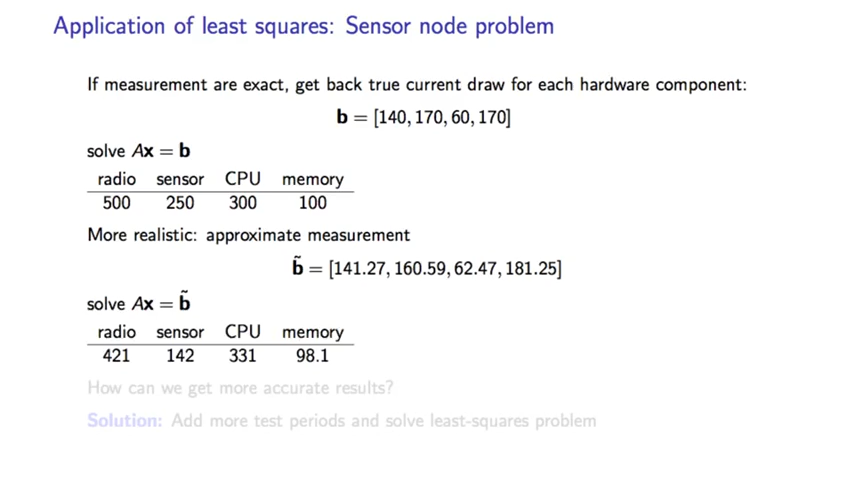 Application of least squares: Sensor node problem
If measurement are exact, get back true current draw for each hardware component:
b = [140, 170, 60, 170]
solve Ax = b
radio sensor CPU memory
500 250 300 100
More realistic: approximate measurement
b̃ = [141.27, 160.59, 62.47, 181.25]
solve Ax = b̃
radio sensor CPU memory
421 142 331 98.1
How can we get more accurate results?
Solution: Add more test periods and solve least-squares problem